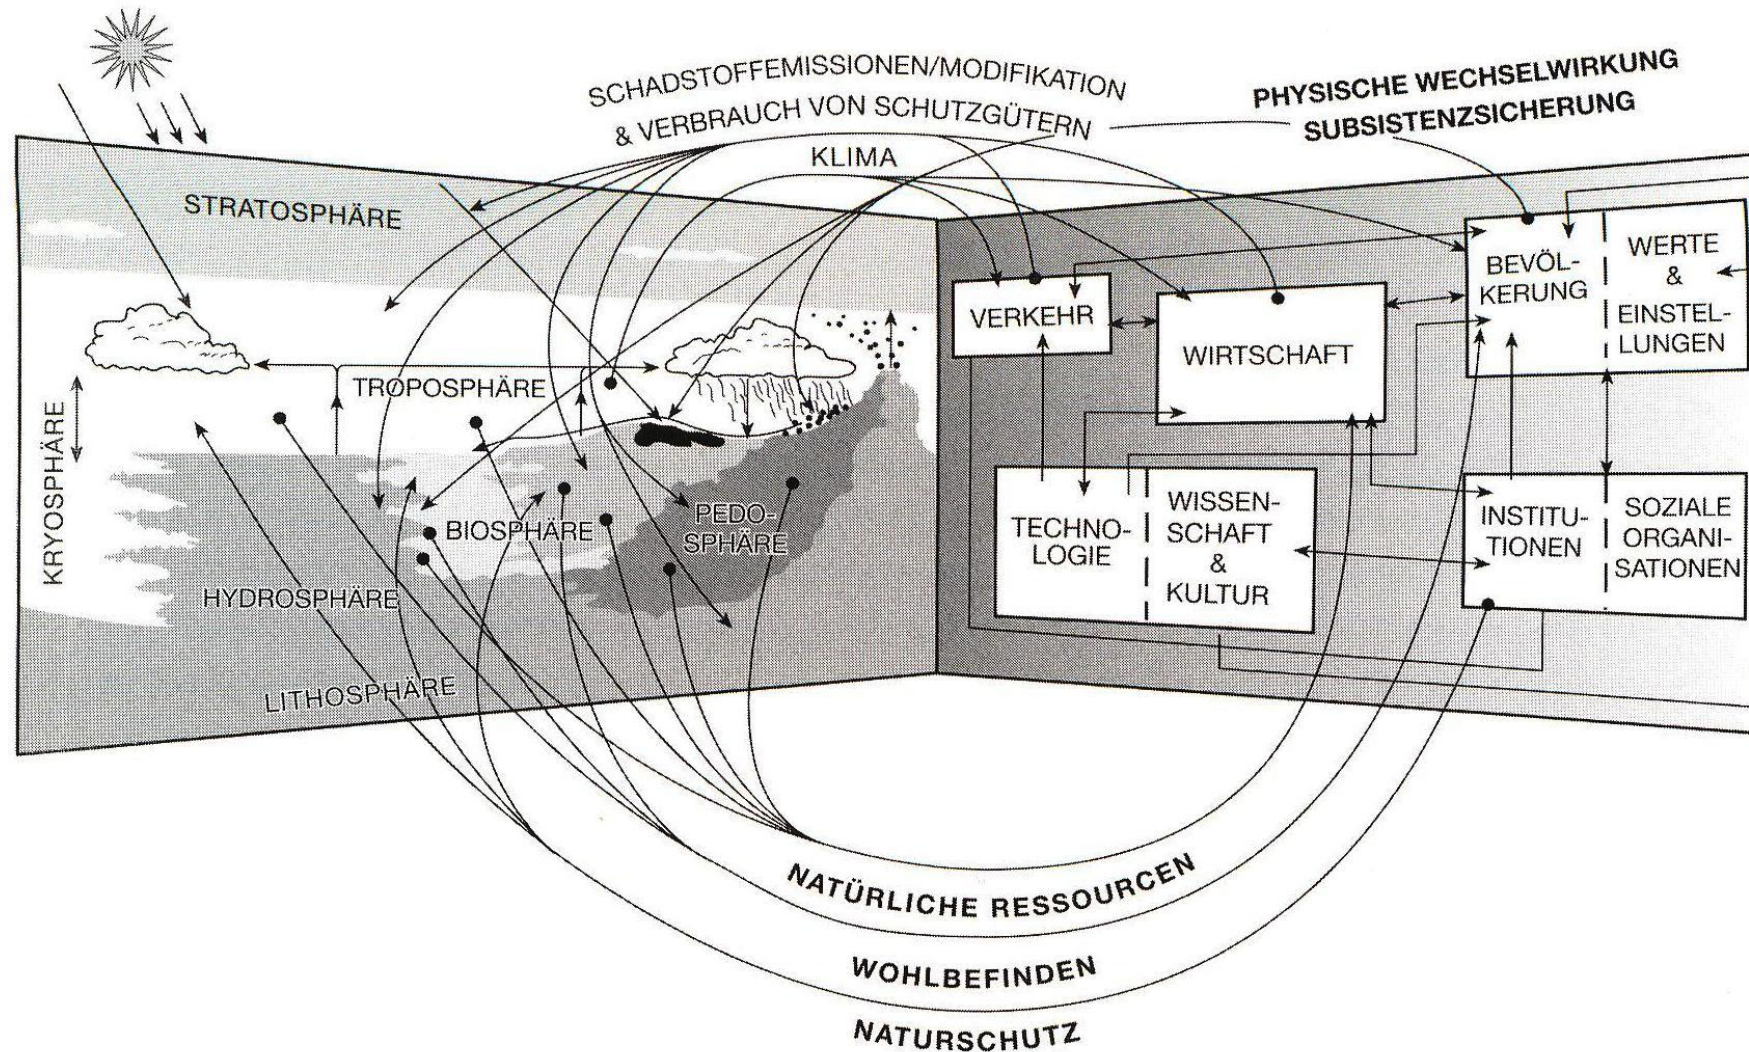 SCHADSTOFFEMISSIONEN/MODIFIKATION
& VERBRAUCH VON SCHUTZGÜTERN
KLIMA
PHYSISCHE WECHSELWIRKUNG
SUBSISTENZSICHERUNG
STRATOSPHÄRE
TROPOSPHÄRE
KRYOSPHÄRE
BIOSPHÄRE
PEDO-
SPHÄRE
HYDROSPHÄRE
LITHOSPHÄRE
VERKEHR
WIRTSCHAFT
BEVÖL-
KERUNG
WERTE
&
EINSTEL-
LUNGEN
TECHNO-
LOGIE
WISSEN-
SCHAFT
&
KULTUR
INSTITU-
TIONEN
SOZIALE
ORGANI-
SATIONEN
NATÜRLICHE RESSOURCEN
WOHLBEFINDEN
NATURSCHUTZ